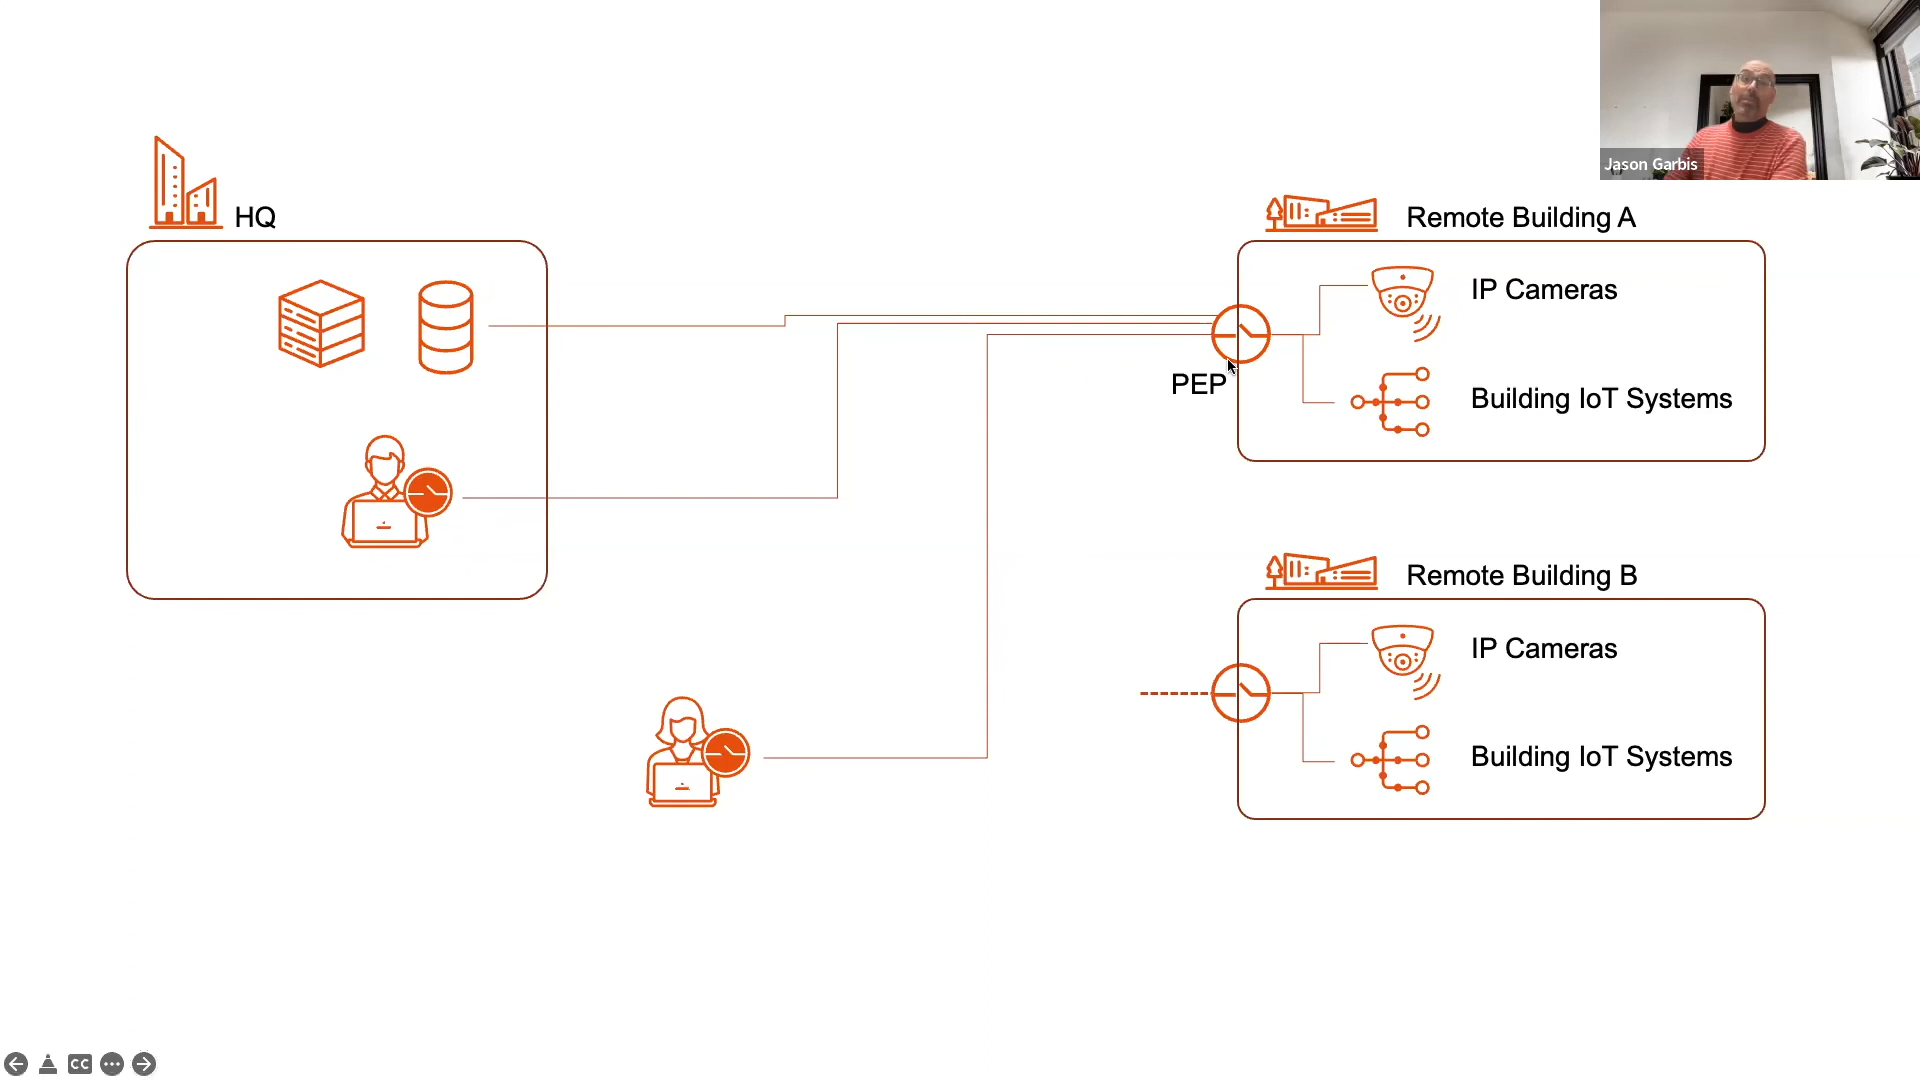 Jason Garbis
HQ
Remote Building A
IP Cameras
PEP
Building IoT Systems
Remote Building B
IP Cameras
Building IoT Systems
CC